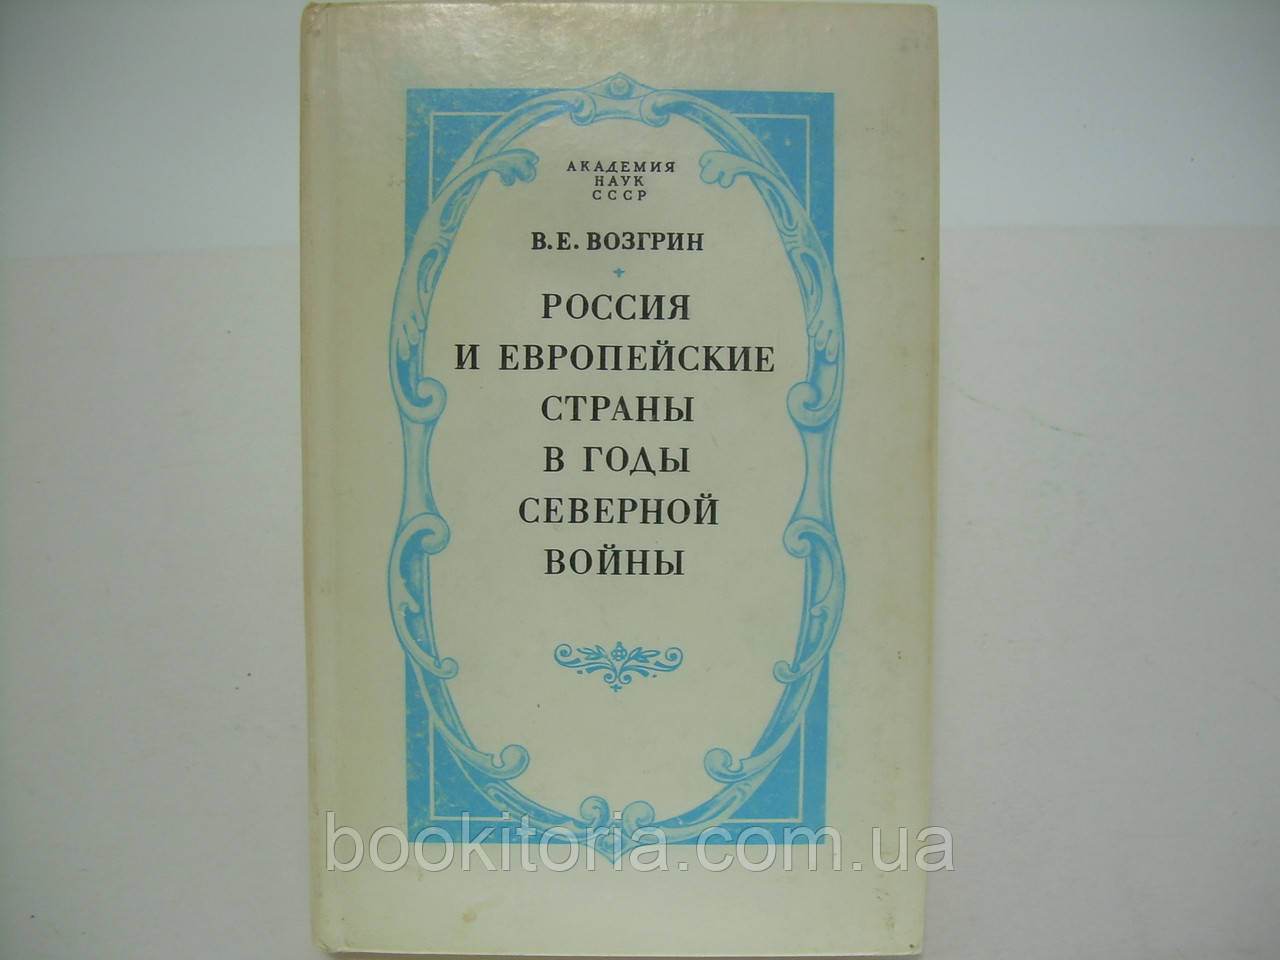 АКАДЕМИЯ
НАУК
СССР
В. Е. ВОЗГРИН
РОССИЯ
И ЕВРОПЕЙСКИЕ
СТРАНЫ
В ГОДЫ
СЕВЕРНОЙ
ВОЙНЫ
bookitoria.com.ua